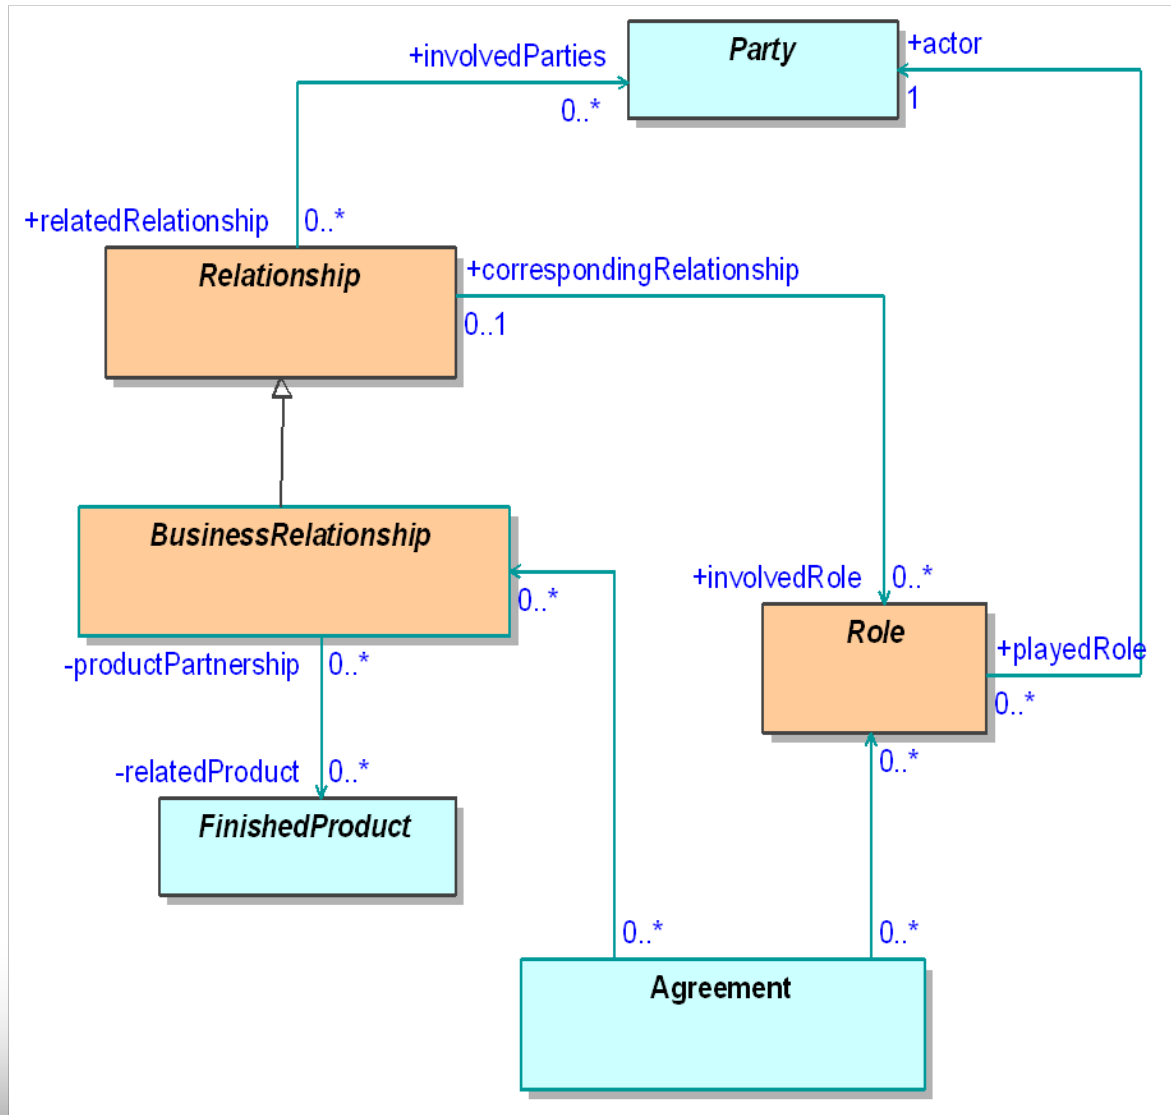 Party
+actor
+involvedParties
1
0..*
+relatedRelationship
0..*
Relationship
+correspondingRelationship
0..1
BusinessRelationship
+involvedRole
0..*
0..*
Role
+playedRole
-productPartnership
0..*
0..*
0..*
-relatedProduct
0..*
FinishedProduct
0..*
0..*
Agreement